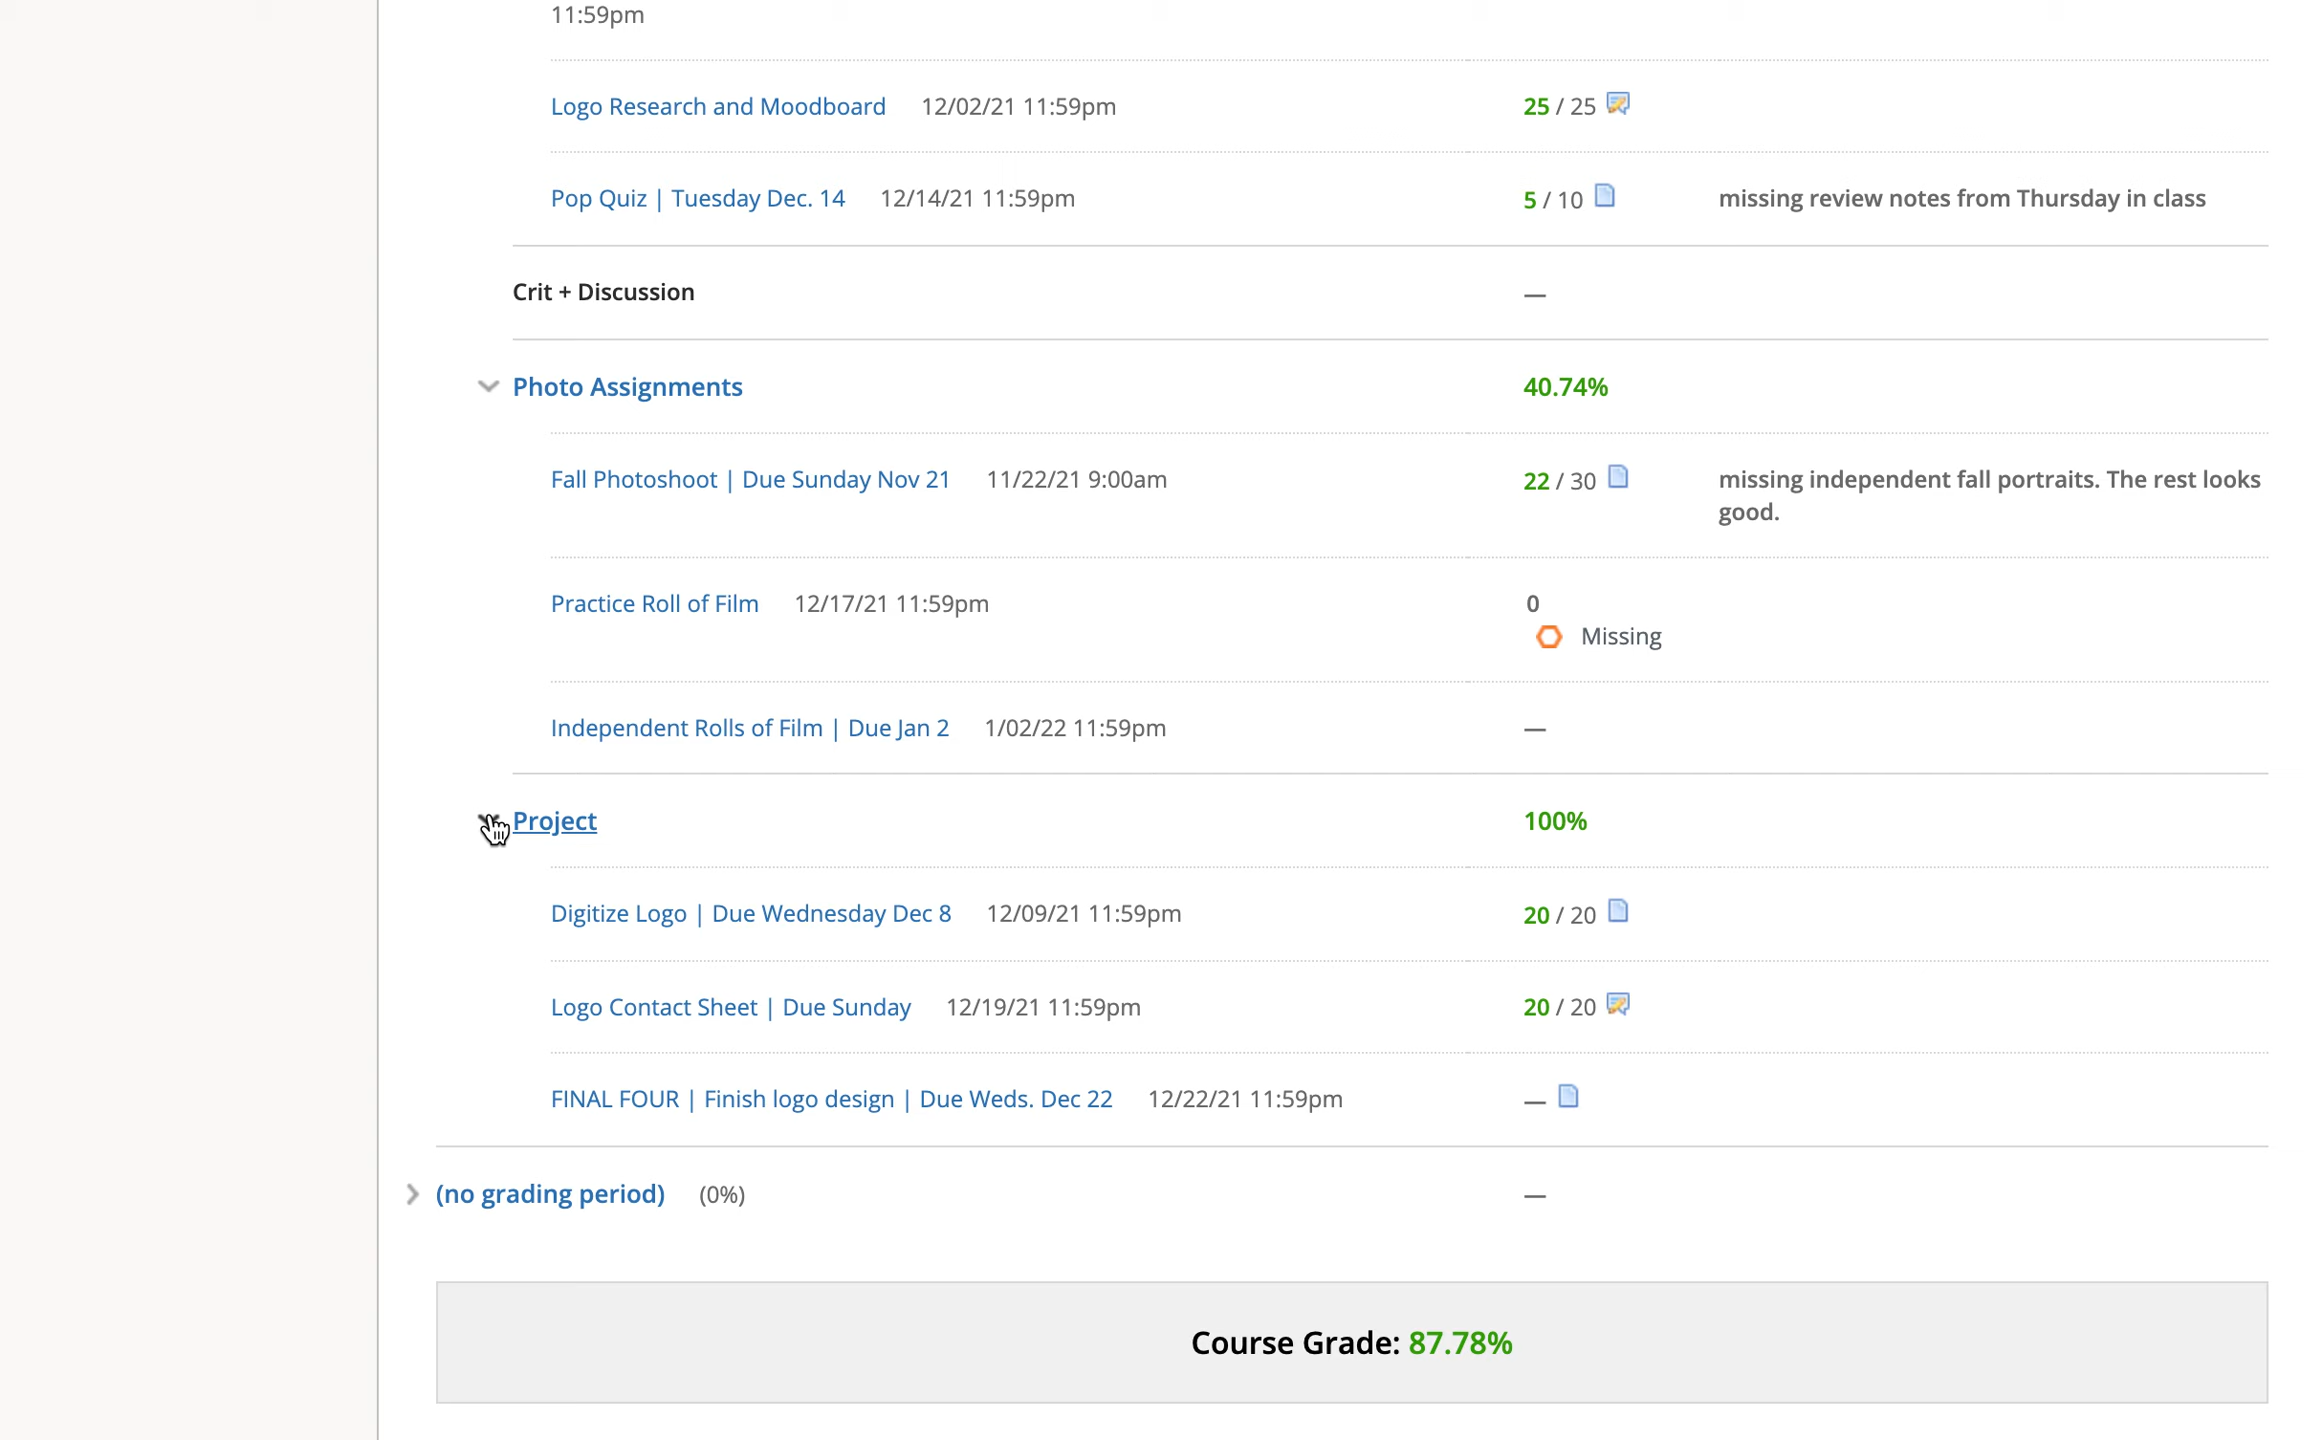 11:59pm
Logo Research and Moodboard 12/02/21 11:59pm 25 / 25
Pop Quiz | Tuesday Dec. 14 12/14/21 11:59pm 5 / 10 missing review notes from Thursday in class
Crit + Discussion —
Photo Assignments 40.74%
Fall Photoshoot | Due Sunday Nov 21 11/22/21 9:00am 22 / 30 missing independent fall portraits. The rest looks
good.
Practice Roll of Film 12/17/21 11:59pm 0
Missing
Independent Rolls of Film | Due Jan 2 1/02/22 11:59pm —
Project 100%
Digitize Logo | Due Wednesday Dec 8 12/09/21 11:59pm 20 / 20
Logo Contact Sheet | Due Sunday 12/19/21 11:59pm 20 / 20
FINAL FOUR | Finish logo design | Due Weds. Dec 22 12/22/21 11:59pm —
(no grading period) (0%) —
Course Grade: 87.78%